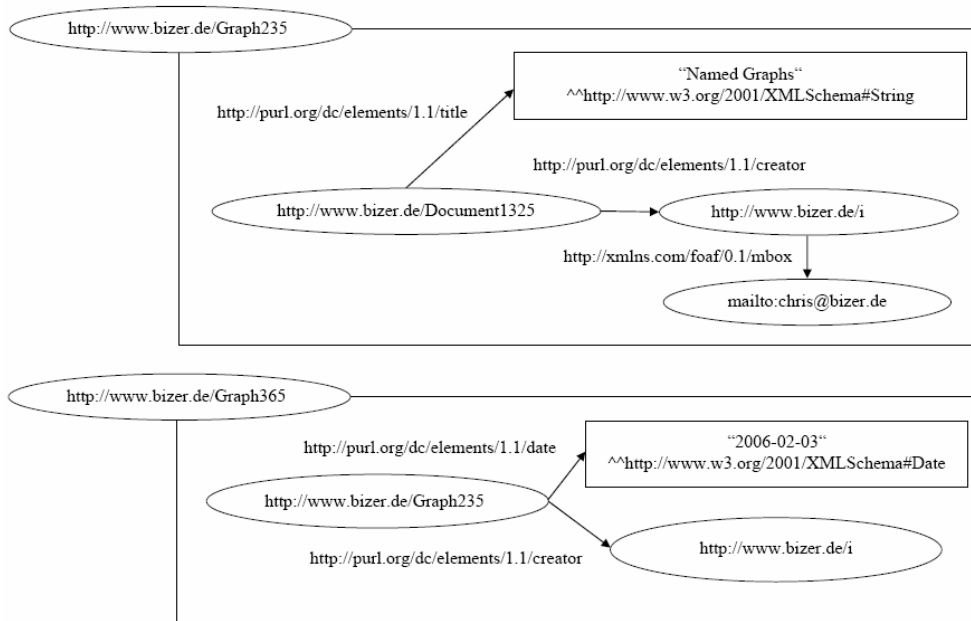 http://www.bizer.de/Graph235
“Named Graphs“
^^http://www.w3.org/2001/XMLSchema#String
http://purl.org/dc/elements/1.1/title
http://purl.org/dc/elements/1.1/creator
http://www.bizer.de/Document1325
http://www.bizer.de/i
http://xmlns.com/foaf/0.1/mbox
mailto:chris@bizer.de
http://www.bizer.de/Graph365
http://purl.org/dc/elements/1.1/date
“2006-02-03“
^^http://www.w3.org/2001/XMLSchema#Date
http://www.bizer.de/Graph235
http://purl.org/dc/elements/1.1/creator
http://www.bizer.de/i